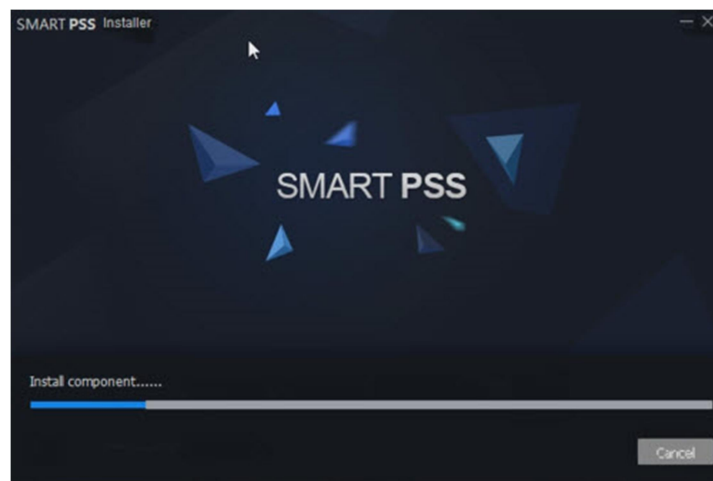 SMART PSS Installer
SMART PSS
Install component......
Cancel